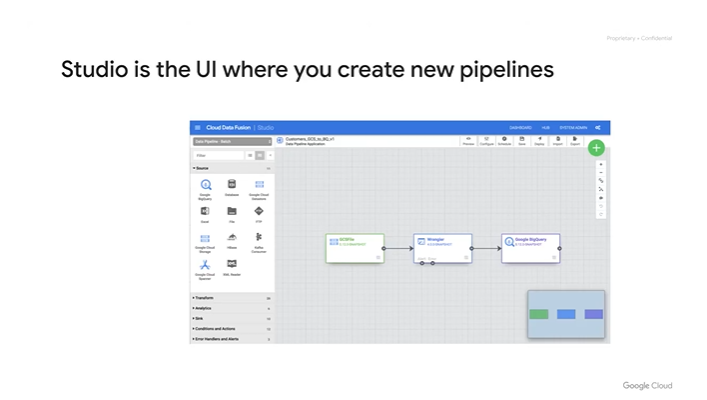 Proprietary + Confidential
Studio is the UI where you create new pipelines
Cloud Data Fusion | Studio
DASHBOARD HUB SYSTEM ADMIN
Data Pipeline - Batch
Customers_GCS_to_BQ_v1
Data Pipeline Application
Preview Configure Schedule Save Deploy Import Export
Filter
Source
Google BigQuery
Database
Google Cloud Datastore
Excel
File
FTP
Google Cloud Storage
HBase
Kafka Consumer
Google Cloud Spanner
XML Reader
GCSFile
Wrangler
Google BigQuery
Transform
Analytics
Sink
Conditions and Actions
Error Handlers and Alerts
Google Cloud